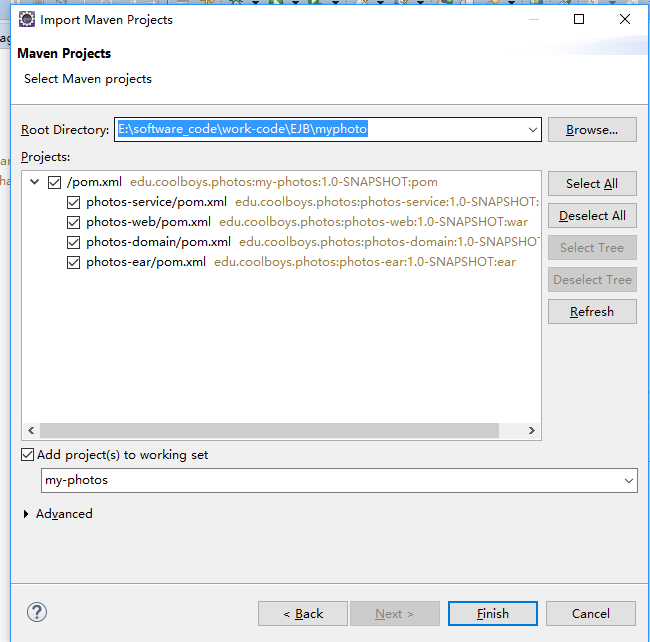 Import Maven Projects
Maven Projects
Select Maven projects
Root Directory: E:\software_code\work-code\EJB\myphoto Browse...
Projects:
/pom.xml edu.coolboys.photos:my-photos:1.0-SNAPSHOT:pom Select All
photos-service/pom.xml edu.coolboys.photos:photos-service:1.0-SNAPSHOT:
photos-web/pom.xml edu.coolboys.photos:photos-web:1.0-SNAPSHOT:war Deselect All
photos-domain/pom.xml edu.coolboys.photos:photos-domain:1.0-SNAPSHOT Select Tree
photos-ear/pom.xml edu.coolboys.photos:photos-ear:1.0-SNAPSHOT:ear
Deselect Tree
Refresh
Add project(s) to working set
my-photos
Advanced
? < Back Next > Finish Cancel